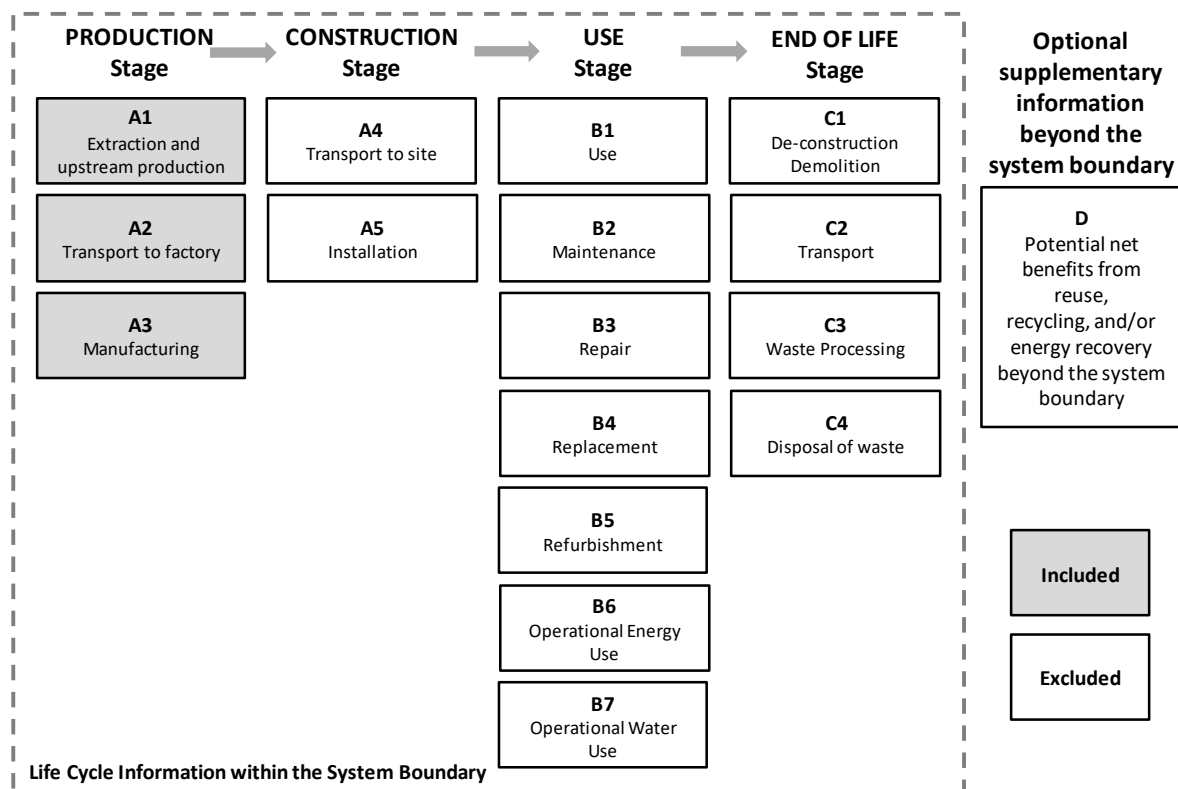 PRODUCTION
Stage
CONSTRUCTION
Stage
USE
Stage
END OF LIFE
Stage
A1
Extraction and
upstream production
A2
Transport to factory
A3
Manufacturing
A4
Transport to site
A5
Installation
B1
Use
B2
Maintenance
B3
Repair
B4
Replacement
B5
Refurbishment
B6
Operational Energy
Use
B7
Operational Water
Use
C1
De-construction
Demolition
C2
Transport
C3
Waste Processing
C4
Disposal of waste
Life Cycle Information within the System Boundary
Optional
supplementary
information
beyond the
system boundary
D
Potential net
benefits from
reuse,
recycling, and/or
energy recovery
beyond the system
boundary
Included
Excluded